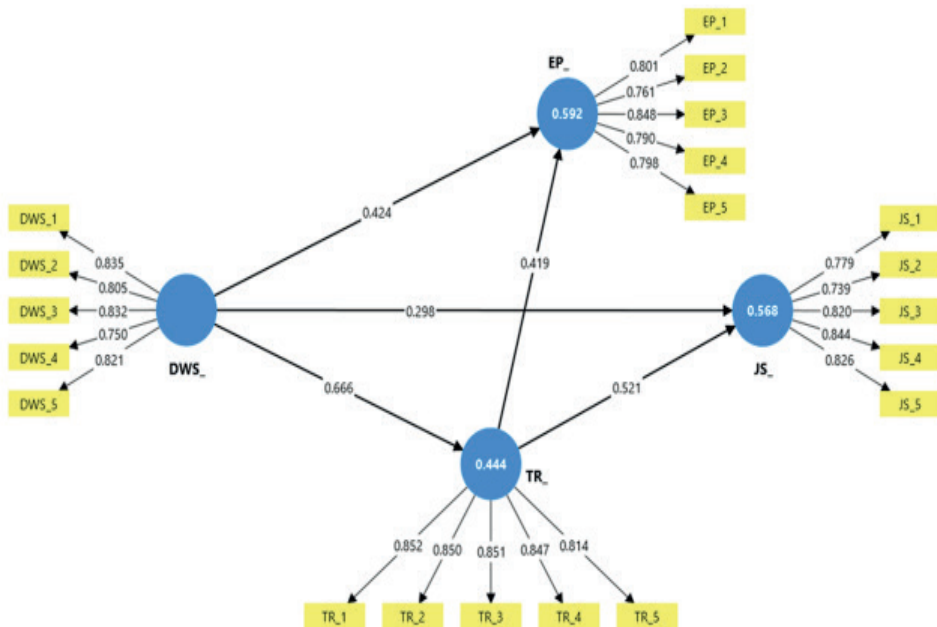 EP_1
EP_
0.801
EP_2
0.761
0.592
0.848
EP_3
0.790
EP_4
0.798
EP_5
0.424
DWS_1
0.835
DWS_2
0.805
DWS_3
0.832
0.750
DWS_4
0.821
DWS_5
DWS_
0.419
0.298
0.666
0.521
JS_1
0.779
JS_2
0.739
0.568
0.820
JS_3
0.844
JS_4
0.826
JS_
JS_5
0.444
TR_
0.852
0.850
0.851
0.847
0.814
TR_1
TR_2
TR_3
TR_4
TR_5